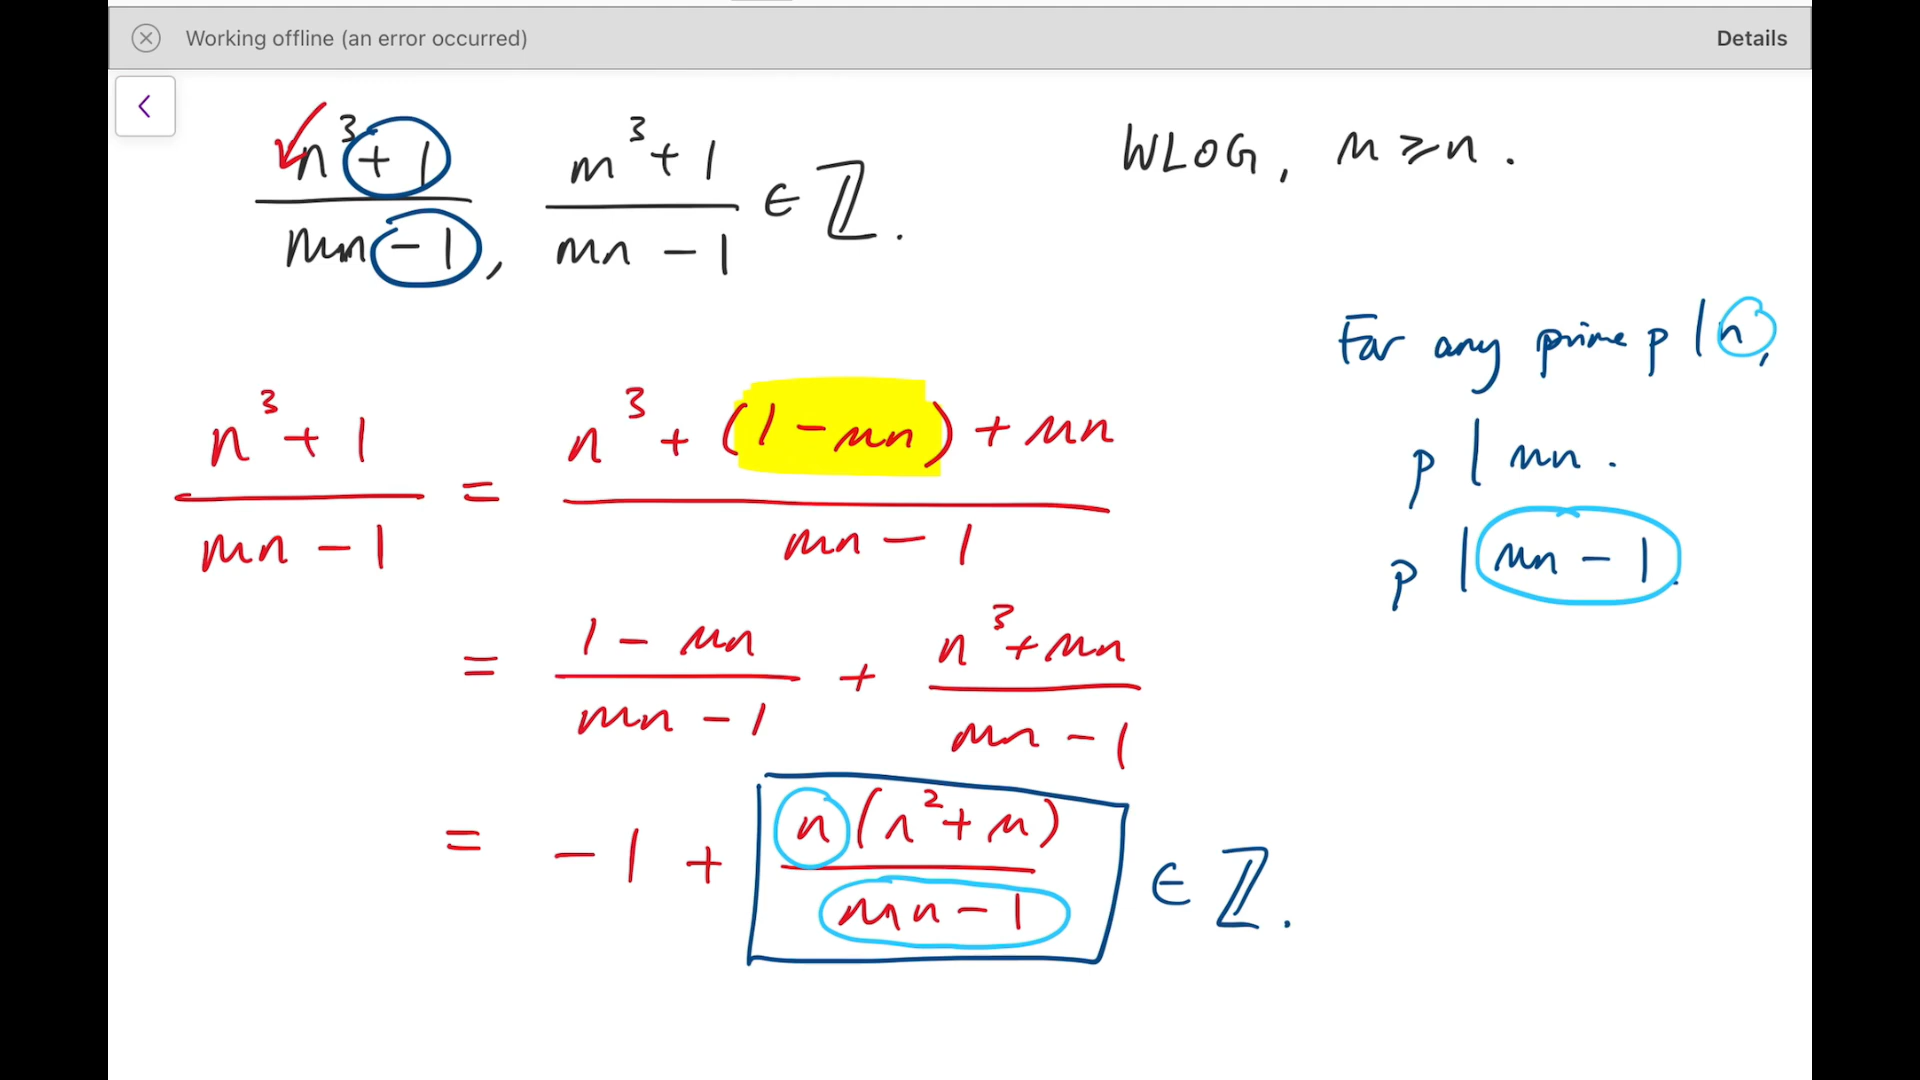 Working offline (an error occurred) Details
(n³ + 1)/(mn - 1), (m³ + 1)/(mn - 1) ∈ ℤ.
WLOG, m ⩾ n.
For any prime p | n,
p | mn.
p | mn - 1.
(n³ + 1)/(mn - 1) = (n³ + (1 - mn) + mn)/(mn - 1)
= (1 - mn)/(mn - 1) + (n³ + mn)/(mn - 1)
= -1 + n(n² + m)/(mn - 1) ∈ ℤ.